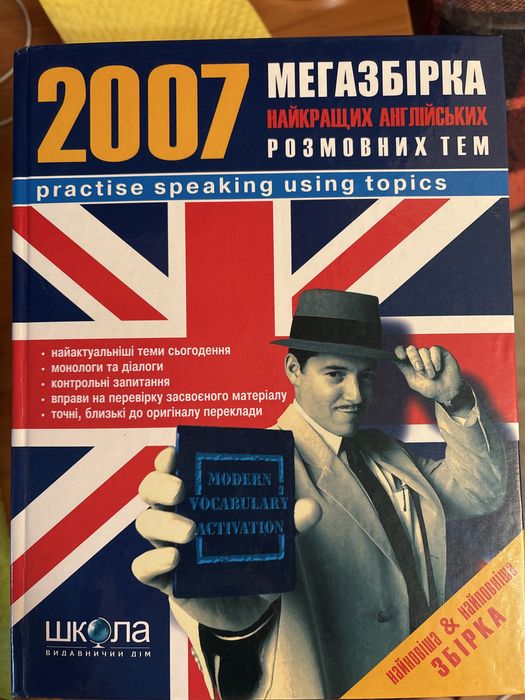 2007
МЕГАЗБІРКА
НАЙКРАЩИХ АНГЛІЙСЬКИХ
РОЗМОВНИХ ТЕМ
practise speaking using topics
• найактуальніші теми сьогодення
• монологи та діалоги
• контрольні запитання
• вправи на перевірку засвоєного матеріалу
• точні, близькі до оригіналу переклади
MODERN
VOCABULARY
ACTIVATION
найновіша & найповніша
ЗБІРКА
ШКОЛА
ВИДАВНИЧИЙ ДІМ